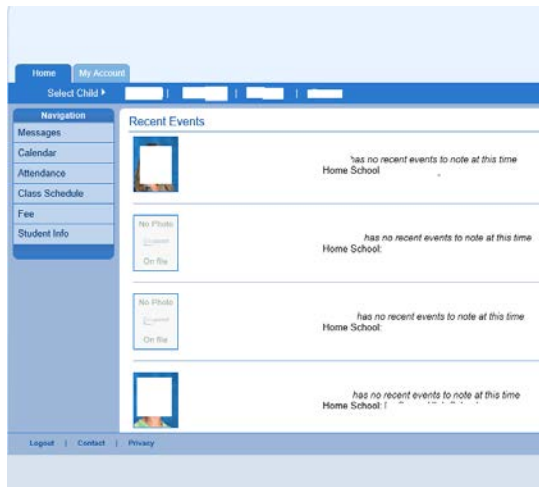 Home
My Account
Select Child
|
|
|
Navigation
Messages
Calendar
Attendance
Class Schedule
Fee
Student Info
Recent Events
has no recent events to note at this time
Home School
No Photo
On file
has no recent events to note at this time
Home School:
No Photo
On file
has no recent events to note at this time
Home School:
has no recent events to note at this time
Home School:
Logout | Contact | Privacy